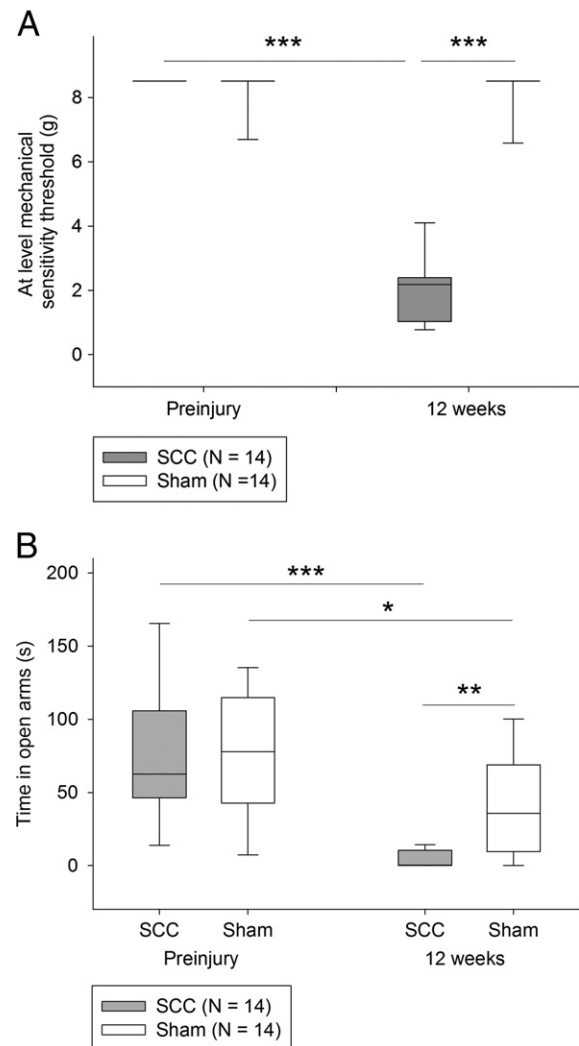 A
*** ***
8
6
4
2
0
At level mechanical
sensitivity threshold (g)
Preinjury 12 weeks
SCC (N = 14)
Sham (N =14)
B
200
150
100
50
0
Time in open arms (s)
***
*
**
SCC Sham SCC Sham
Preinjury 12 weeks
SCC (N = 14)
Sham (N = 14)